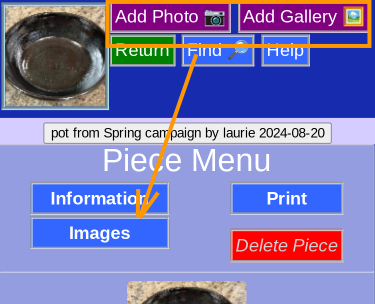 Add Photo Add Gallery
Return Find Help
pot from Spring campaign by laurie 2024-08-20
Piece Menu
Information Print
Images
Delete Piece